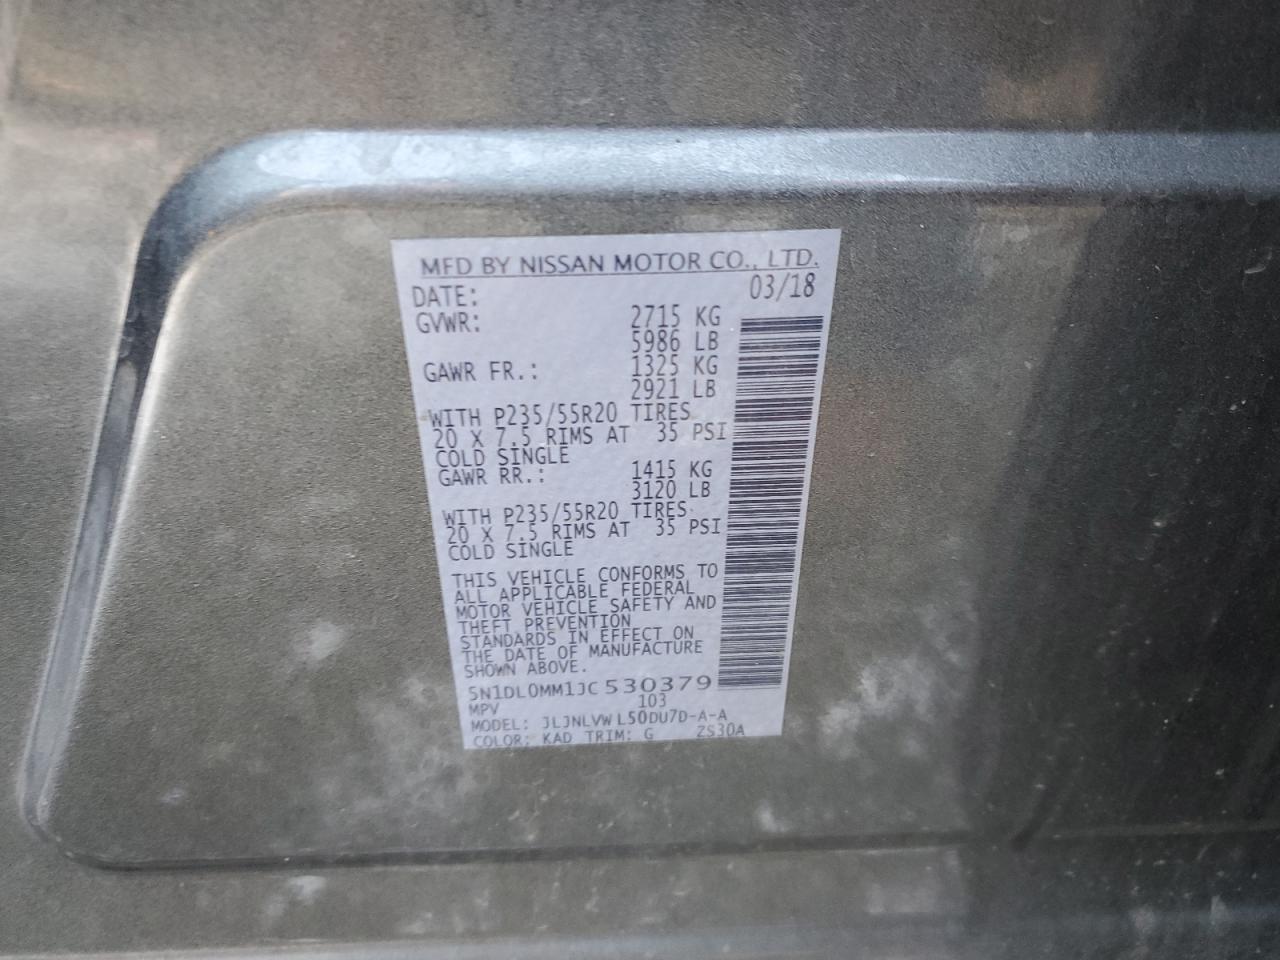 MFD BY NISSAN MOTOR CO., LTD.
DATE: 03/18
GVWR: 2715 KG
5986 LB
GAWR FR.: 1325 KG
2921 LB
WITH P235/55R20 TIRES
20 X 7.5 RIMS AT 35 PSI
COLD SINGLE
GAWR RR.: 1415 KG
3120 LB
WITH P235/55R20 TIRES
20 X 7.5 RIMS AT 35 PSI
COLD SINGLE
THIS VEHICLE CONFORMS TO
ALL APPLICABLE FEDERAL
MOTOR VEHICLE SAFETY AND
THEFT PREVENTION
STANDARDS IN EFFECT ON
THE DATE OF MANUFACTURE
SHOWN ABOVE.
5N1DL0MM1JC530379
MPV 103
MODEL: JLJNLVW L50DU7D-A-A
COLOR: KAD TRIM: G ZS30A